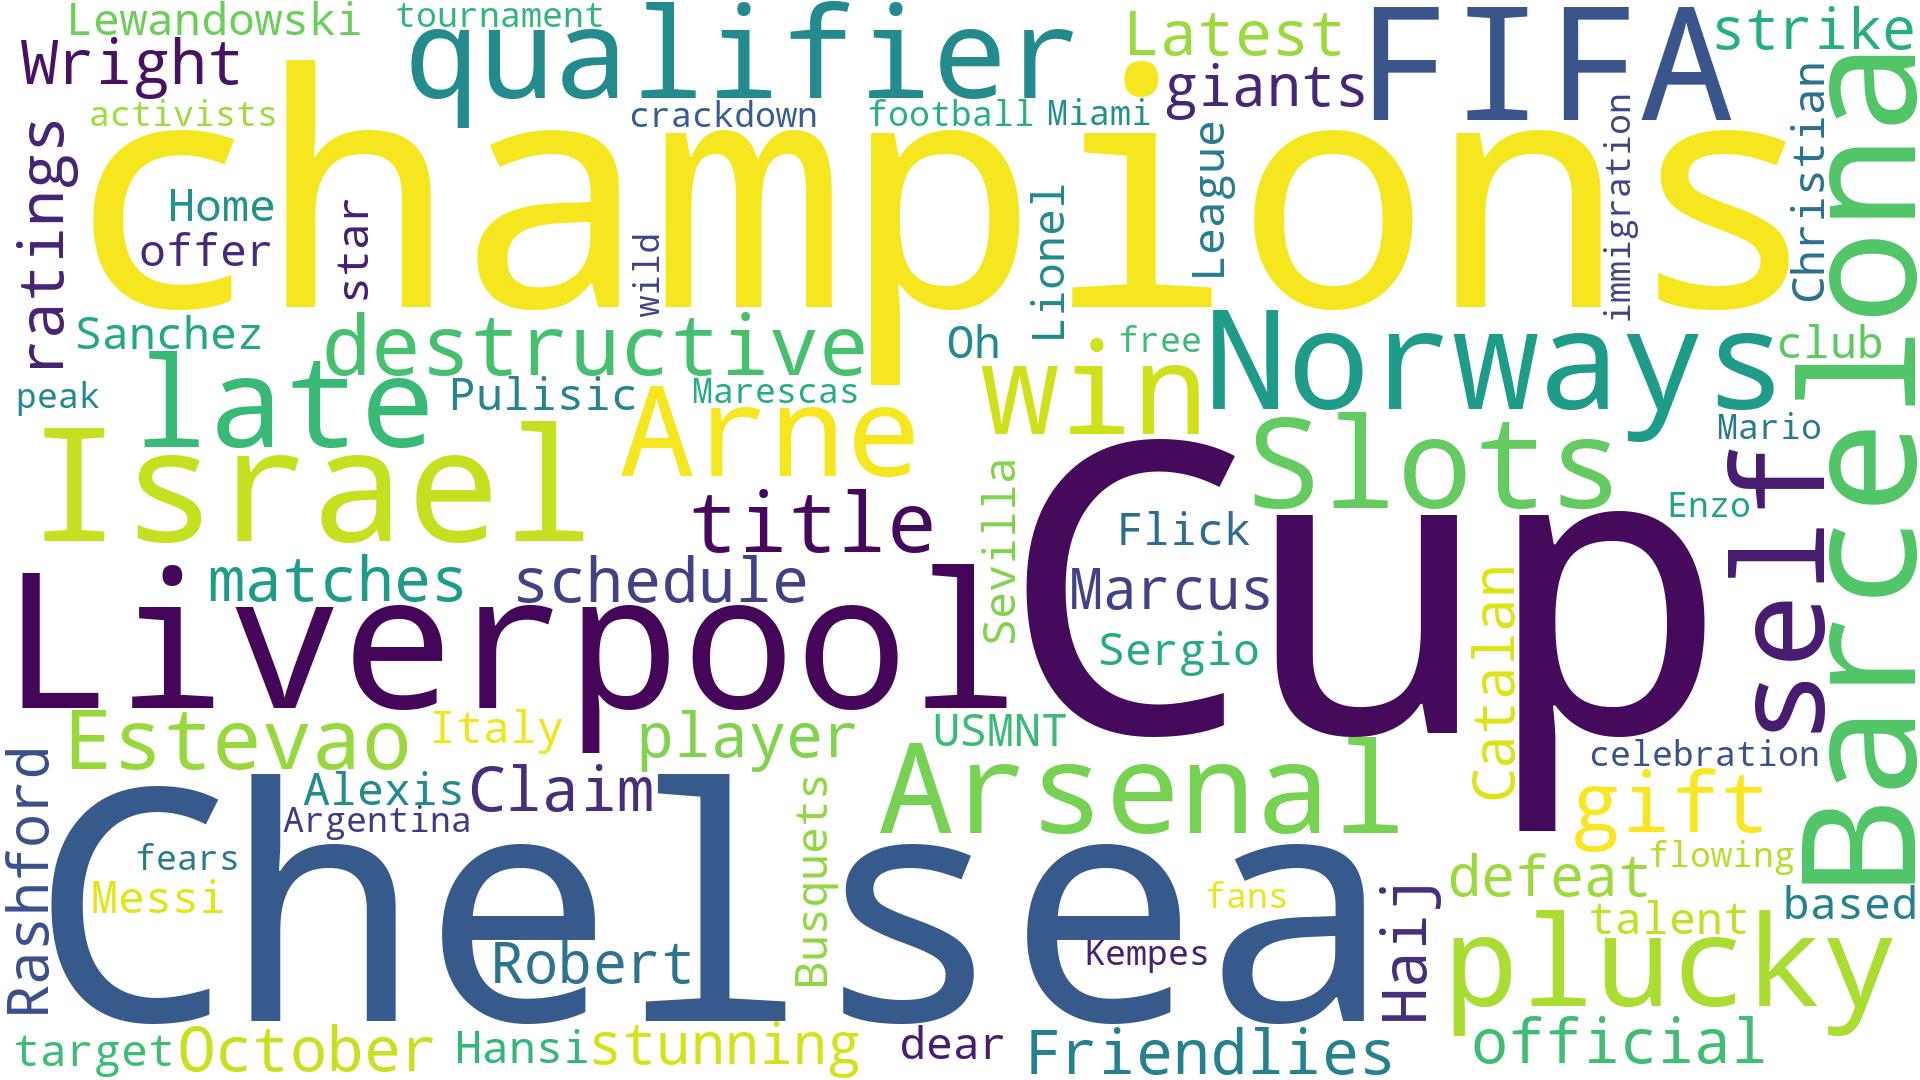 Lewandowski
tournament
qualifier
Latest
FIFA
strike
Wright
giants
activists
crackdown
football
Miami
champions
ratings
Home
offer
star
wild
Lionel
League
immigration
Christian
Barcelona
Sanchez
destructive
Oh
free
Norways
club
peak
late
Pulisic
Marescas
win
Arne
Mario
Israel
Slots
self
title
Sevilla
Cup
Flick
Enzo
matches
schedule
Marcus
Liverpool
Sergio
Catalan
Estevao
Italy
player
USMNT
celebration
Rashford
Alexis
Claim
Arsenal
gift
Argentina
Busquets
fears
Chelsea
defeat
flowing
Messi
fans
Haij
based
talent
Robert
Kempes
plucky
target
October
Hansi
stunning
dear
Friendlies
official